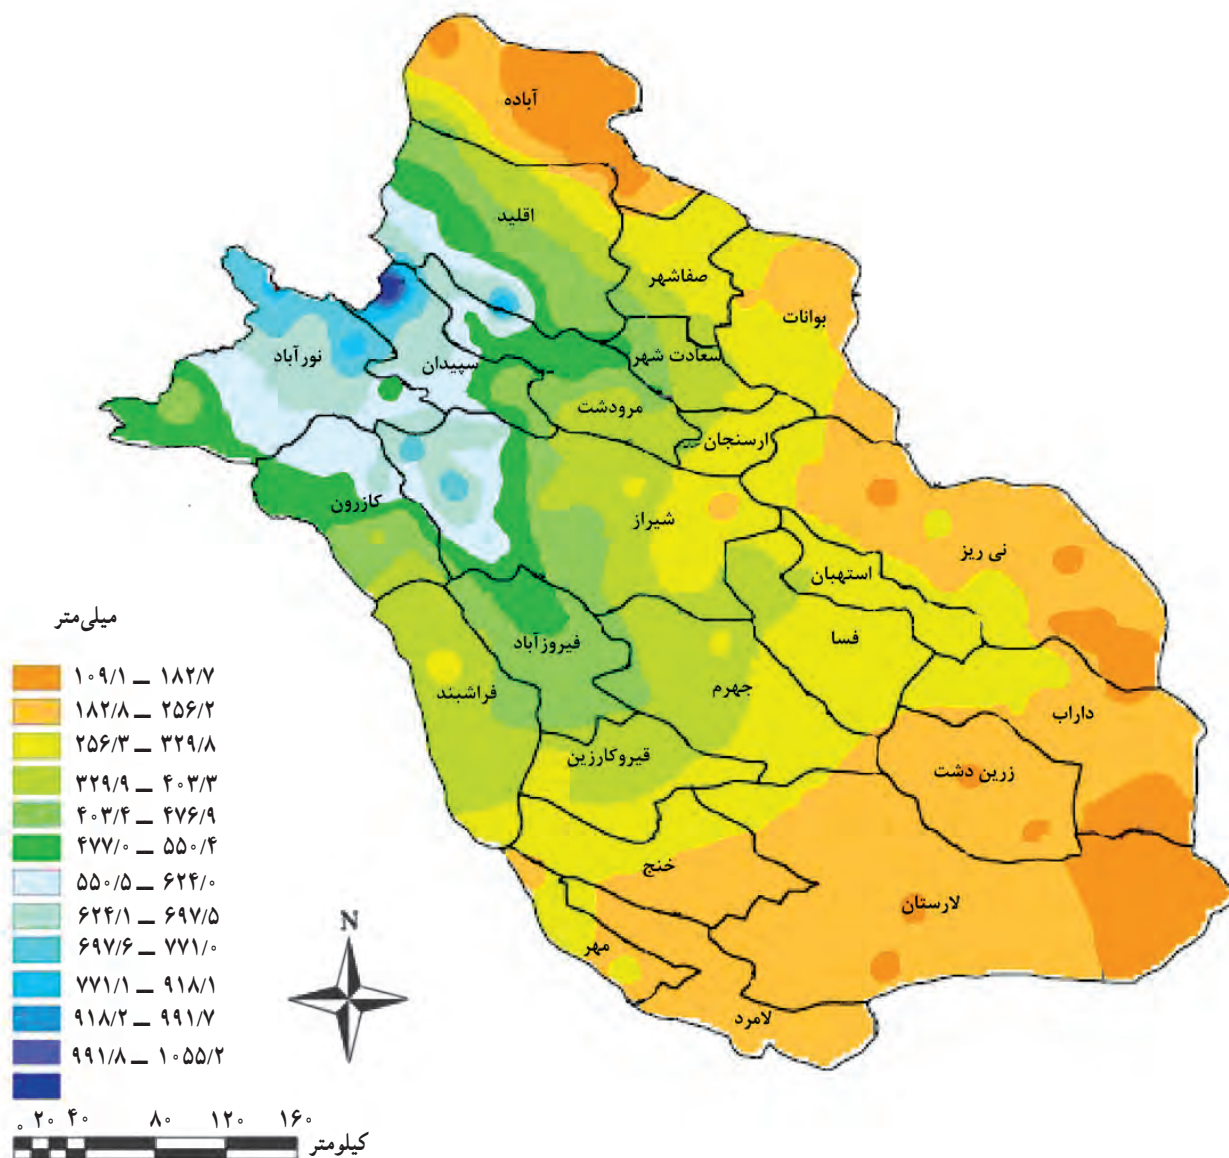 آباده
اقلید
صفاشهر
بوانات
نورآباد
سپیدان
سعادت شهر
مرودشت
ارسنجان
کازرون
شیراز
نی ریز
استهبان
فسا
فیروزآباد
جهرم
فراشبند
داراب
قیروکارزین
زرین دشت
خنج
لارستان
مهر
لامرد
میلی‌متر
۱۰۹/۱ – ۱۸۲/۷
۱۸۲/۸ – ۲۵۶/۲
۲۵۶/۳ – ۳۲۹/۸
۳۲۹/۹ – ۴۰۳/۳
۴۰۳/۴ – ۴۷۶/۹
۴۷۷/۰ – ۵۵۰/۴
۵۵۰/۵ – ۶۲۴/۰
۶۲۴/۱ – ۶۹۷/۵
۶۹۷/۶ – ۷۷۱/۰
۷۷۱/۱ – ۹۱۸/۱
۹۱۸/۲ – ۹۹۱/۷
۹۹۱/۸ – ۱۰۵۵/۲
N
۰ ۲۰ ۴۰ ۸۰ ۱۲۰ ۱۶۰
کیلومتر